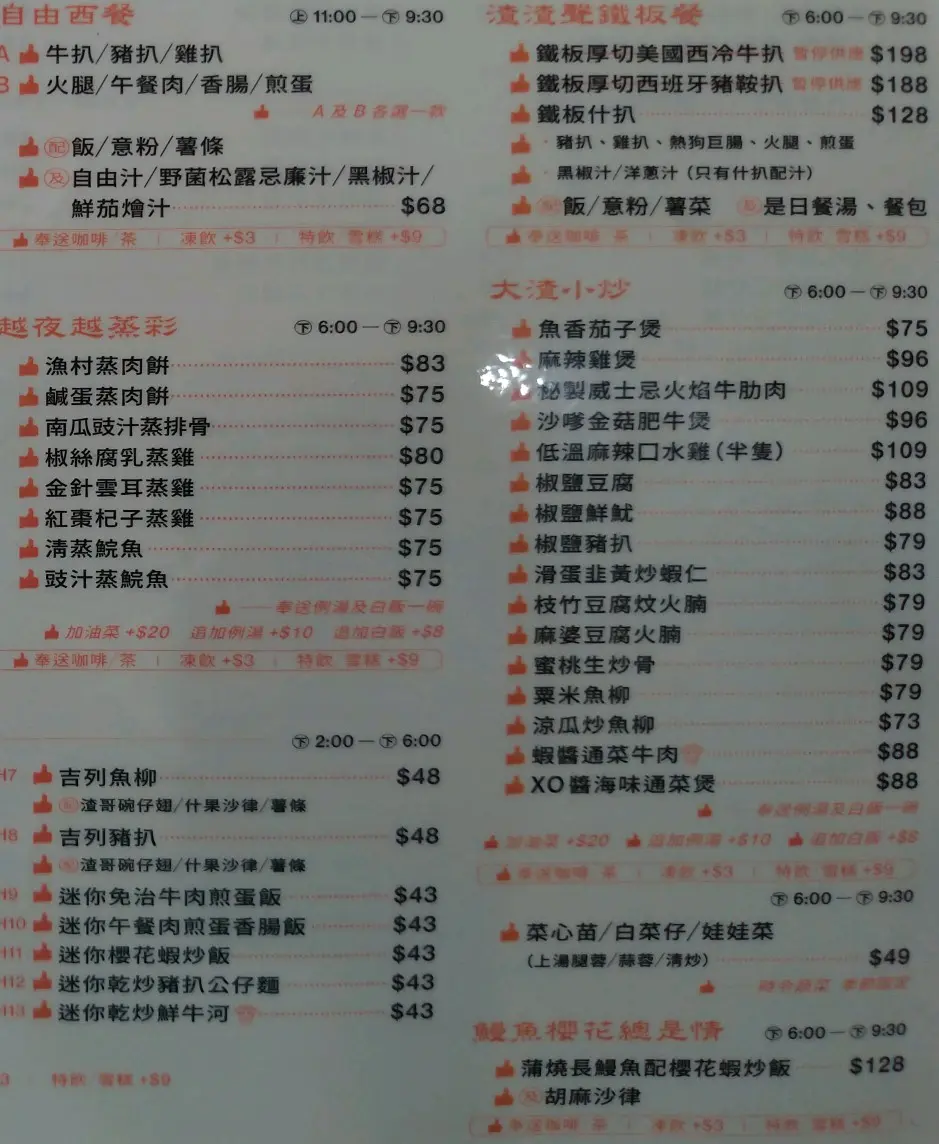 自由西餐 上 11:00 — 下 9:30
A 牛扒/豬扒/雞扒
B 火腿/午餐肉/香腸/煎蛋
A 及 B 各選一款
配 飯/意粉/薯條
及 自由汁/野菌松露忌廉汁/黑椒汁/
鮮茄燴汁 $68
奉送咖啡 茶 | 凍飲 +$3 | 特飲 雪糕 +$9
越夜越蒸彩 下 6:00 — 下 9:30
漁村蒸肉餅 $83
鹹蛋蒸肉餅 $75
南瓜豉汁蒸排骨 $75
椒絲腐乳蒸雞 $80
金針雲耳蒸雞 $75
紅棗杞子蒸雞 $75
清蒸鯇魚 $75
豉汁蒸鯇魚 $75
奉送例湯及白飯一碗
加油菜 +$20 追加例湯 +$10 追加白飯 +$8
奉送咖啡 茶 | 凍飲 +$3 | 特飲 雪糕 +$9
下 2:00 — 下 6:00
H7 吉列魚柳 $48
配 渣哥碗仔翅/什果沙律/薯條
H8 吉列豬扒 $48
配 渣哥碗仔翅/什果沙律/薯條
H9 迷你免治牛肉煎蛋飯 $43
H10 迷你午餐肉煎蛋香腸飯 $43
H11 迷你櫻花蝦炒飯 $43
H12 迷你乾炒豬扒公仔麵 $43
H13 迷你乾炒鮮牛河 $43
3 | 特飲 雪糕 +$9
渣渣聲鐵板餐 下 6:00 — 下 9:30
鐵板厚切美國西冷牛扒 暫停供應 $198
鐵板厚切西班牙豬鞍扒 暫停供應 $188
鐵板什扒 $128
· 豬扒、雞扒、熱狗巨腸、火腿、煎蛋
· 黑椒汁/洋蔥汁 (只有什扒配汁)
配 飯/意粉/薯菜 及 是日餐湯、餐包
奉送咖啡 茶 | 凍飲 +$3 | 特飲 雪糕 +$9
大渣小炒 下 6:00 — 下 9:30
魚香茄子煲 $75
麻辣雞煲 $96
秘製威士忌火焰牛肋肉 $109
沙嗲金菇肥牛煲 $96
低溫麻辣口水雞(半隻) $109
椒鹽豆腐 $83
椒鹽鮮魷 $88
椒鹽豬扒 $79
滑蛋韭黃炒蝦仁 $83
枝竹豆腐炆火腩 $79
麻婆豆腐火腩 $79
蜜桃生炒骨 $79
粟米魚柳 $79
涼瓜炒魚柳 $73
蝦醬通菜牛肉 $88
XO醬海味通菜煲 $88
奉送例湯及白飯一碗
加油菜 +$20 追加例湯 +$10 追加白飯 +$8
奉送咖啡 茶 | 凍飲 +$3 | 特飲 雪糕 +$9
下 6:00 — 下 9:30
菜心苗/白菜仔/娃娃菜
(上湯腿蓉/蒜蓉/清炒) $49
時令蔬菜
鰻魚櫻花總是情 下 6:00 — 下 9:30
蒲燒長鰻魚配櫻花蝦炒飯 $128
及 胡麻沙律
奉送咖啡 茶 | 凍飲 +$3 | 特飲 雪糕 +$9